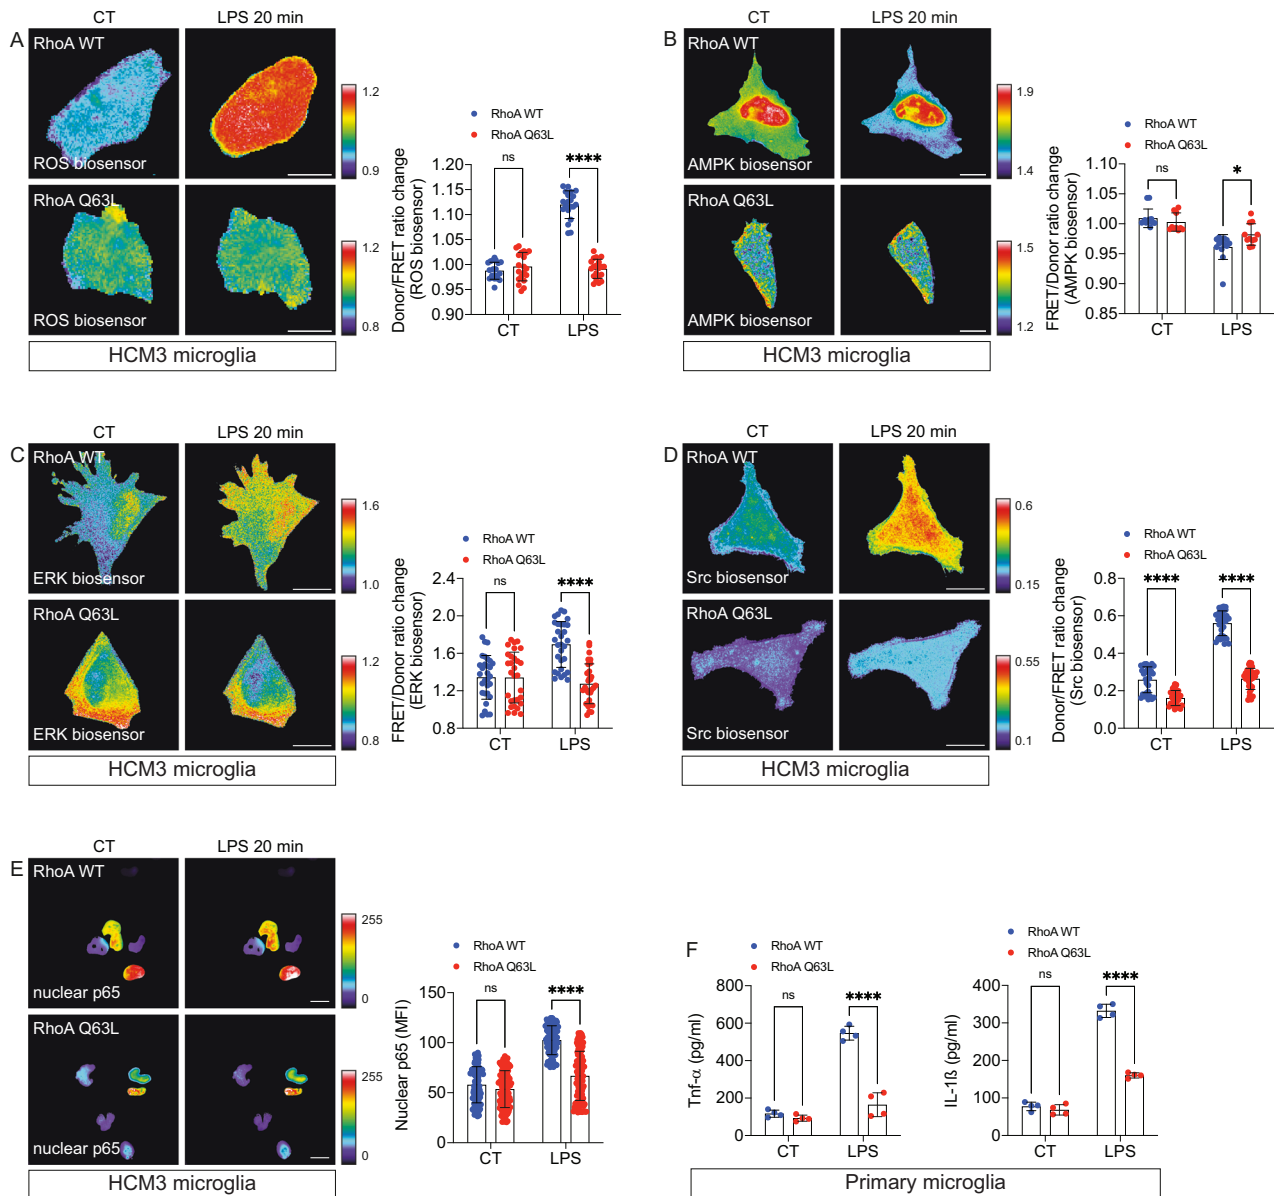 A
CT
LPS 20 min
RhoA WT
ROS biosensor
1.2
0.9
RhoA Q63L
ROS biosensor
1.2
0.8
HCM3 microglia
RhoA WT
RhoA Q63L
ns
****
Donor/FRET ratio change
(ROS biosensor)
1.20
1.15
1.10
1.05
1.00
0.95
0.90
CT
LPS
B
CT
LPS 20 min
RhoA WT
AMPK biosensor
1.9
1.4
RhoA Q63L
AMPK biosensor
1.5
1.2
HCM3 microglia
RhoA WT
RhoA Q63L
ns
*
FRET/Donor ratio change
(AMPK biosensor)
1.10
1.05
1.00
0.95
0.90
0.85
CT
LPS
C
CT
LPS 20 min
RhoA WT
ERK biosensor
1.6
1.0
RhoA Q63L
ERK biosensor
1.2
0.8
HCM3 microglia
RhoA WT
RhoA Q63L
ns
****
FRET/Donor ratio change
(ERK biosensor)
2.4
2.0
1.6
1.2
0.8
CT
LPS
D
CT
LPS 20 min
RhoA WT
Src biosensor
0.6
0.15
RhoA Q63L
Src biosensor
0.55
0.1
HCM3 microglia
RhoA WT
RhoA Q63L
****
****
Donor/FRET ratio change
(Src biosensor)
0.8
0.6
0.4
0.2
0.0
CT
LPS
E
CT
LPS 20 min
RhoA WT
nuclear p65
255
0
RhoA Q63L
nuclear p65
255
0
HCM3 microglia
RhoA WT
RhoA Q63L
ns
****
Nuclear p65 (MFI)
150
100
50
0
CT
LPS
F
RhoA WT
RhoA Q63L
ns
****
Tnf-α (pg/ml)
800
600
400
200
0
CT
LPS
RhoA WT
RhoA Q63L
ns
****
IL-1ß (pg/ml)
400
300
200
100
0
CT
LPS
Primary microglia